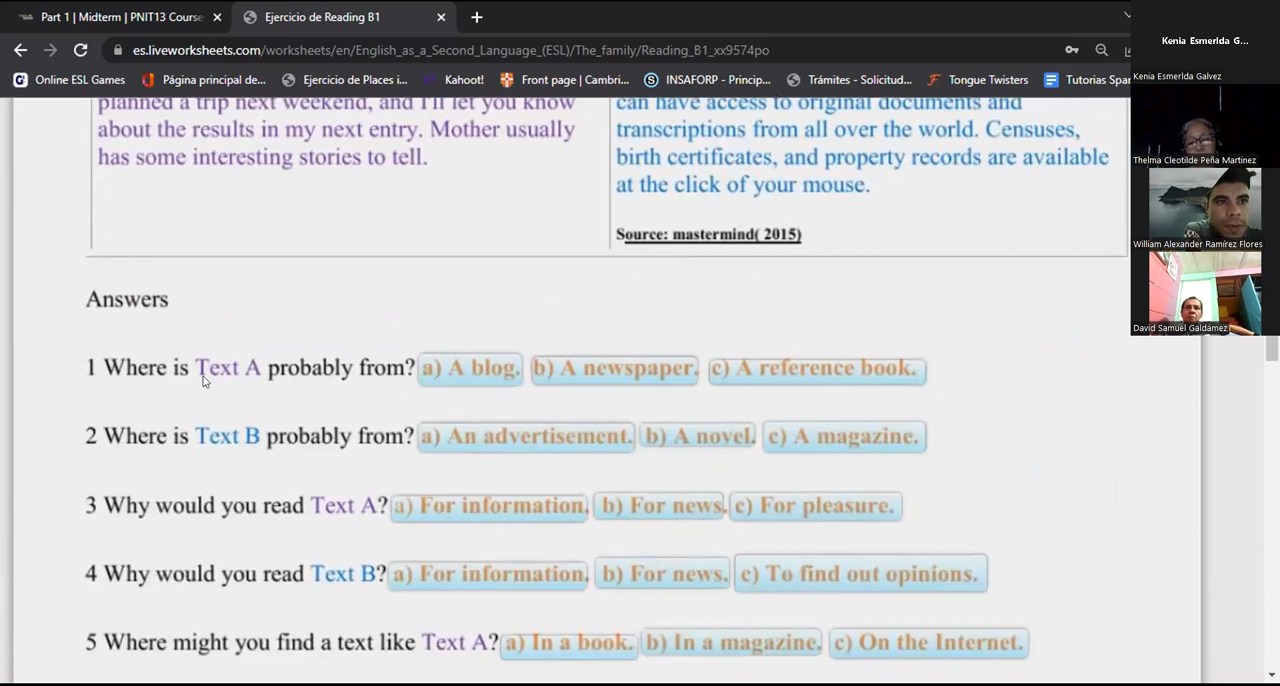 Part 1 | Midterm | PNIT13 Course
Ejercicio de Reading B1
es.liveworksheets.com/worksheets/en/English_as_a_Second_Language_(ESL)/The_family/Reading_B1_xx9574po
Online ESL Games
Página principal de...
Ejercicio de Places i...
Kahoot!
Front page | Cambri...
INSAFORP - Princip...
Trámites - Solicitud...
Tongue Twisters
Tutorias Span
Kenia Esmerlda G...
Kenia Esmerlda Galvez
Thelma Cleotilde Peña Martinez
William Alexander Ramírez Flores
David Samuel Galdámez
planned a trip next weekend, and I'll let you know
about the results in my next entry. Mother usually
has some interesting stories to tell.
can have access to original documents and
transcriptions from all over the world. Censuses,
birth certificates, and property records are available
at the click of your mouse.
Source: mastermind( 2015)
Answers
1 Where is Text A probably from? a) A blog. b) A newspaper. c) A reference book.
2 Where is Text B probably from? a) An advertisement. b) A novel. c) A magazine.
3 Why would you read Text A? a) For information. b) For news. c) For pleasure.
4 Why would you read Text B? a) For information. b) For news. c) To find out opinions.
5 Where might you find a text like Text A? a) In a book. b) In a magazine. c) On the Internet.